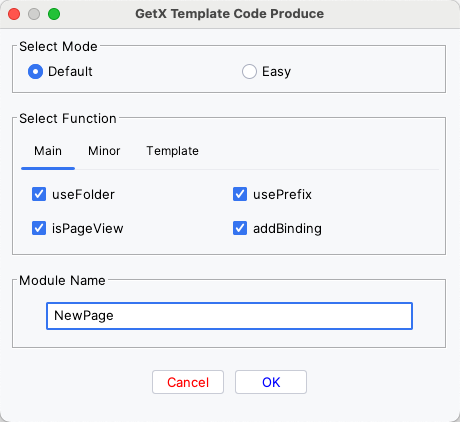 GetX Template Code Produce
Select Mode
Default Easy
Select Function
Main Minor Template
useFolder usePrefix
isPageView addBinding
Module Name
NewPage
Cancel OK